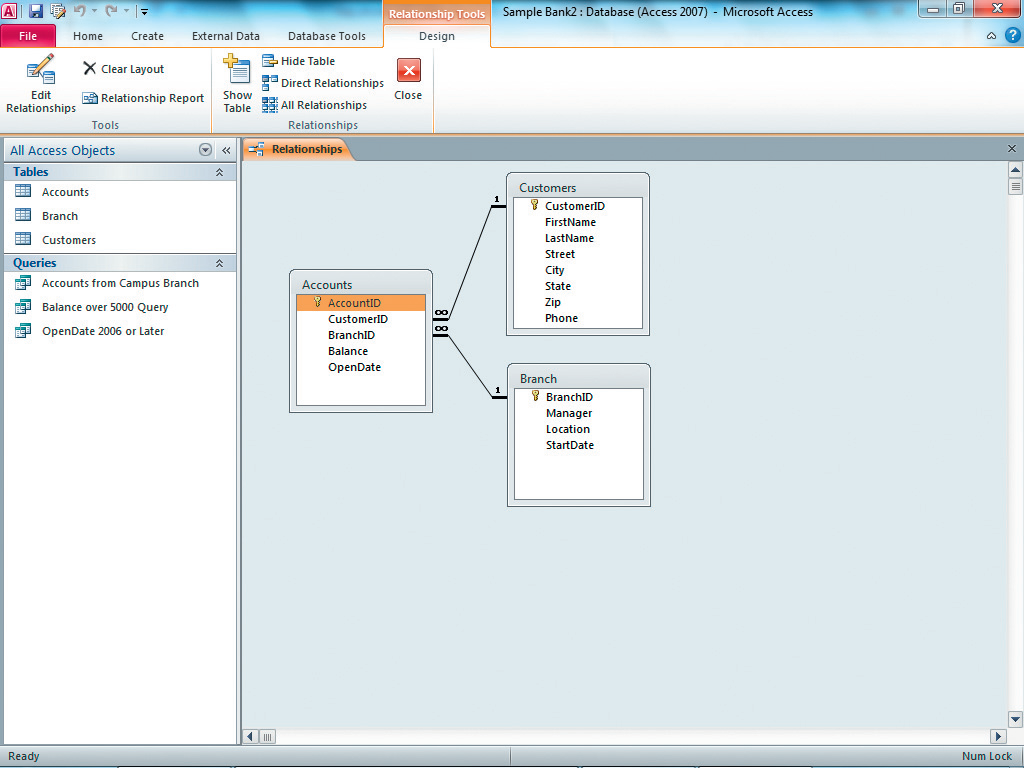 Relationship Tools
Sample Bank2 : Database (Access 2007) - Microsoft Access
File Home Create External Data Database Tools Design
Edit Relationships
Clear Layout
Relationship Report
Tools
Show Table
Hide Table
Direct Relationships
All Relationships
Close
Relationships
All Access Objects
Tables
Accounts
Branch
Customers
Queries
Accounts from Campus Branch
Balance over 5000 Query
OpenDate 2006 or Later
Relationships
Accounts
AccountID
CustomerID
BranchID
Balance
OpenDate
∞
∞
1
1
Customers
CustomerID
FirstName
LastName
Street
City
State
Zip
Phone
Branch
BranchID
Manager
Location
StartDate
Ready
Num Lock